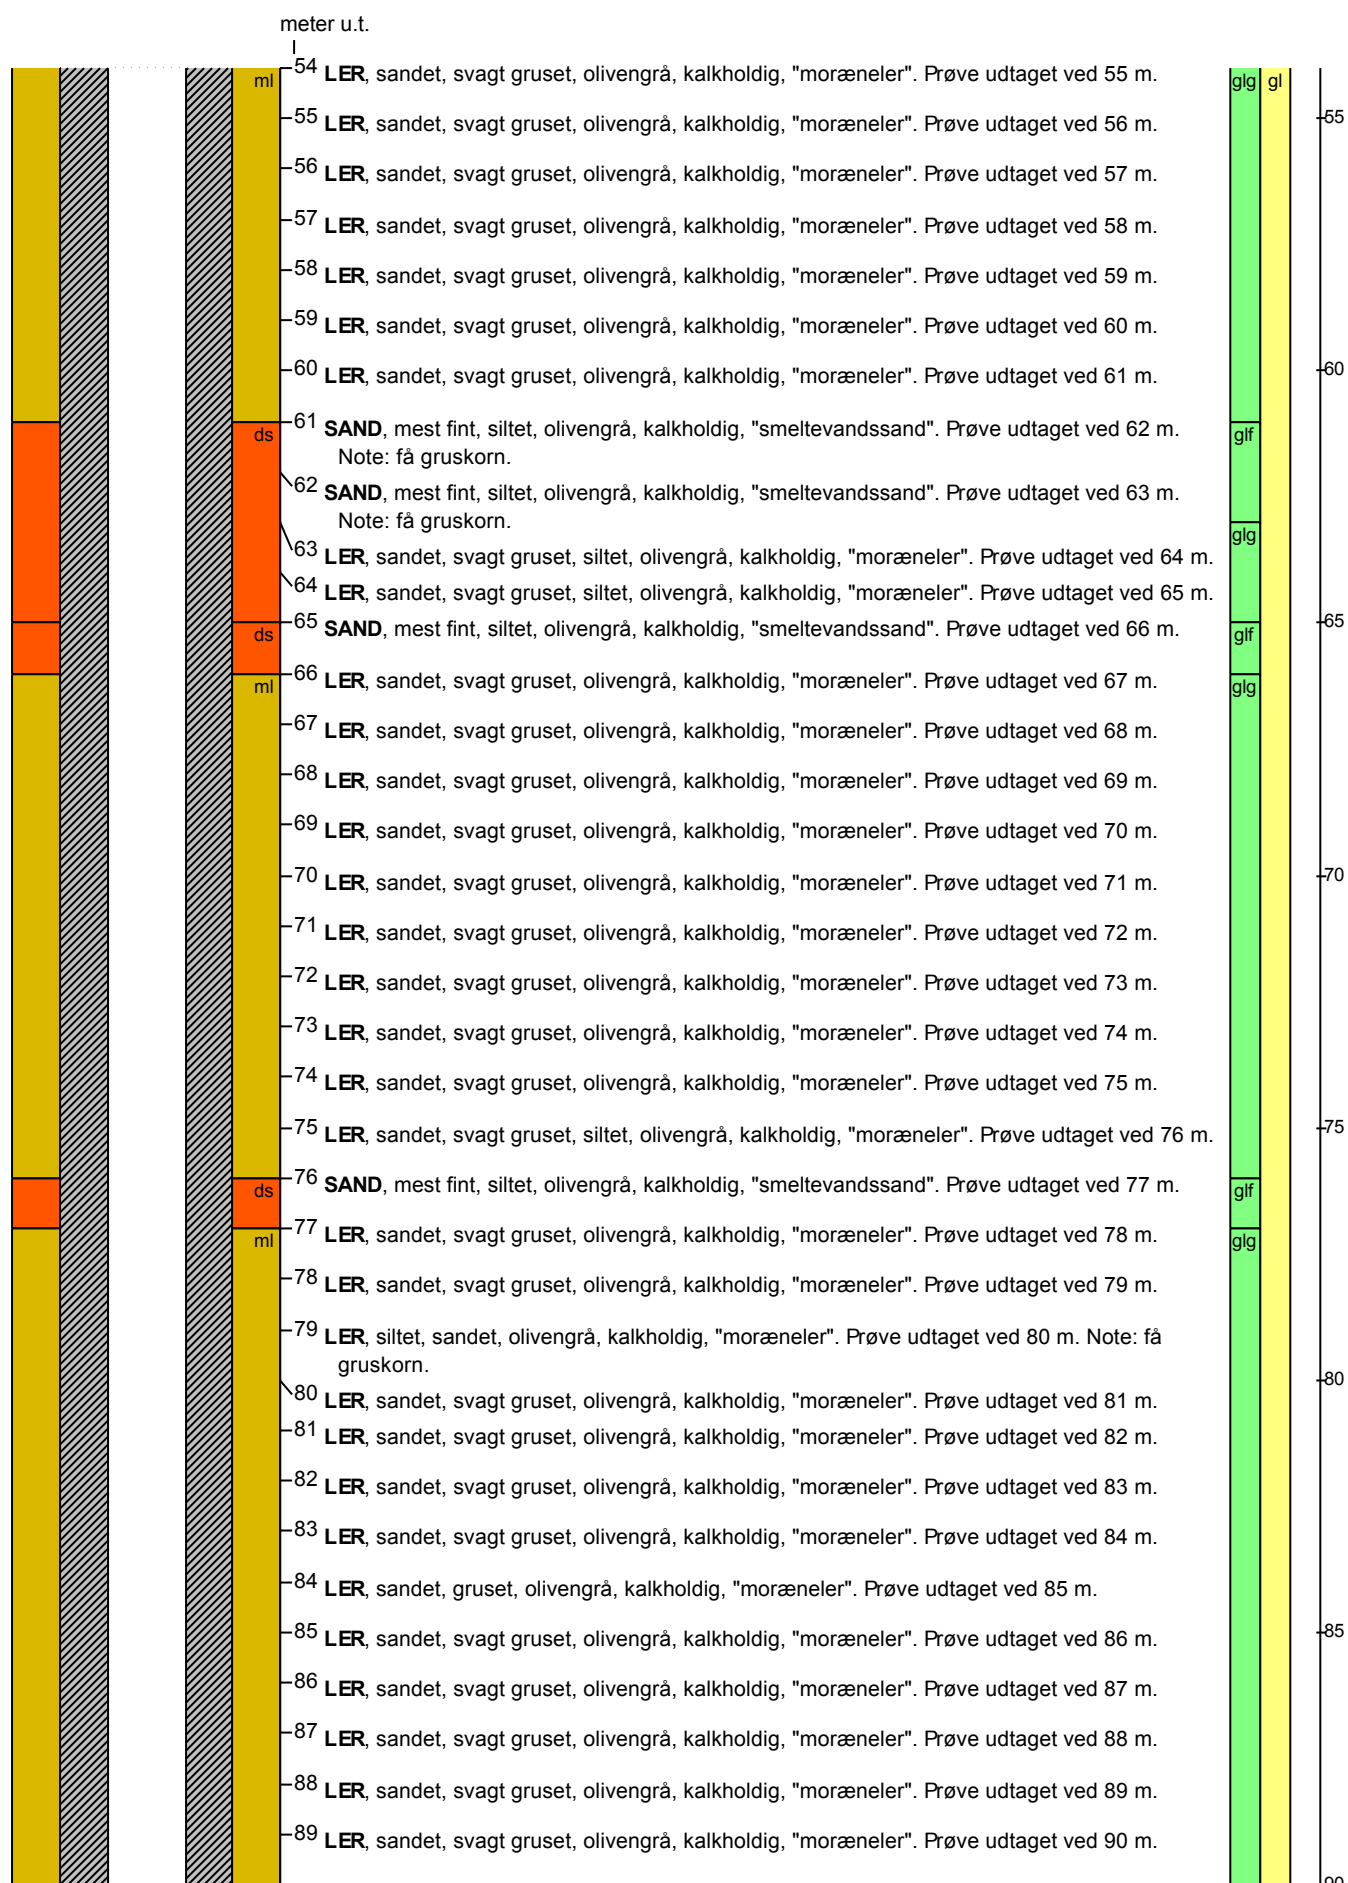 meter u.t.
54 LER, sandet, svagt gruset, olivengrå, kalkholdig, "moræneler". Prøve udtaget ved 55 m.
ml
glg gl
55 LER, sandet, svagt gruset, olivengrå, kalkholdig, "moræneler". Prøve udtaget ved 56 m.
55
56 LER, sandet, svagt gruset, olivengrå, kalkholdig, "moræneler". Prøve udtaget ved 57 m.
57 LER, sandet, svagt gruset, olivengrå, kalkholdig, "moræneler". Prøve udtaget ved 58 m.
58 LER, sandet, svagt gruset, olivengrå, kalkholdig, "moræneler". Prøve udtaget ved 59 m.
59 LER, sandet, svagt gruset, olivengrå, kalkholdig, "moræneler". Prøve udtaget ved 60 m.
60 LER, sandet, svagt gruset, olivengrå, kalkholdig, "moræneler". Prøve udtaget ved 61 m.
60
61 SAND, mest fint, siltet, olivengrå, kalkholdig, "smeltevandssand". Prøve udtaget ved 62 m.
ds
glf
Note: få gruskorn.
62 SAND, mest fint, siltet, olivengrå, kalkholdig, "smeltevandssand". Prøve udtaget ved 63 m.
Note: få gruskorn.
glg
63 LER, sandet, svagt gruset, siltet, olivengrå, kalkholdig, "moræneler". Prøve udtaget ved 64 m.
64 LER, sandet, svagt gruset, siltet, olivengrå, kalkholdig, "moræneler". Prøve udtaget ved 65 m.
65 SAND, mest fint, siltet, olivengrå, kalkholdig, "smeltevandssand". Prøve udtaget ved 66 m.
65
ds
glf
66 LER, sandet, svagt gruset, olivengrå, kalkholdig, "moræneler". Prøve udtaget ved 67 m.
ml
glg
67 LER, sandet, svagt gruset, olivengrå, kalkholdig, "moræneler". Prøve udtaget ved 68 m.
68 LER, sandet, svagt gruset, olivengrå, kalkholdig, "moræneler". Prøve udtaget ved 69 m.
69 LER, sandet, svagt gruset, olivengrå, kalkholdig, "moræneler". Prøve udtaget ved 70 m.
70 LER, sandet, svagt gruset, olivengrå, kalkholdig, "moræneler". Prøve udtaget ved 71 m.
70
71 LER, sandet, svagt gruset, olivengrå, kalkholdig, "moræneler". Prøve udtaget ved 72 m.
72 LER, sandet, svagt gruset, olivengrå, kalkholdig, "moræneler". Prøve udtaget ved 73 m.
73 LER, sandet, svagt gruset, olivengrå, kalkholdig, "moræneler". Prøve udtaget ved 74 m.
74 LER, sandet, svagt gruset, olivengrå, kalkholdig, "moræneler". Prøve udtaget ved 75 m.
75 LER, sandet, svagt gruset, siltet, olivengrå, kalkholdig, "moræneler". Prøve udtaget ved 76 m.
75
76 SAND, mest fint, siltet, olivengrå, kalkholdig, "smeltevandssand". Prøve udtaget ved 77 m.
ds
glf
77 LER, sandet, svagt gruset, olivengrå, kalkholdig, "moræneler". Prøve udtaget ved 78 m.
ml
glg
78 LER, sandet, svagt gruset, olivengrå, kalkholdig, "moræneler". Prøve udtaget ved 79 m.
79 LER, siltet, sandet, olivengrå, kalkholdig, "moræneler". Prøve udtaget ved 80 m. Note: få
gruskorn.
80
80 LER, sandet, svagt gruset, olivengrå, kalkholdig, "moræneler". Prøve udtaget ved 81 m.
81 LER, sandet, svagt gruset, olivengrå, kalkholdig, "moræneler". Prøve udtaget ved 82 m.
82 LER, sandet, svagt gruset, olivengrå, kalkholdig, "moræneler". Prøve udtaget ved 83 m.
83 LER, sandet, svagt gruset, olivengrå, kalkholdig, "moræneler". Prøve udtaget ved 84 m.
84 LER, sandet, gruset, olivengrå, kalkholdig, "moræneler". Prøve udtaget ved 85 m.
85 LER, sandet, svagt gruset, olivengrå, kalkholdig, "moræneler". Prøve udtaget ved 86 m.
85
86 LER, sandet, svagt gruset, olivengrå, kalkholdig, "moræneler". Prøve udtaget ved 87 m.
87 LER, sandet, svagt gruset, olivengrå, kalkholdig, "moræneler". Prøve udtaget ved 88 m.
88 LER, sandet, svagt gruset, olivengrå, kalkholdig, "moræneler". Prøve udtaget ved 89 m.
89 LER, sandet, svagt gruset, olivengrå, kalkholdig, "moræneler". Prøve udtaget ved 90 m.
90